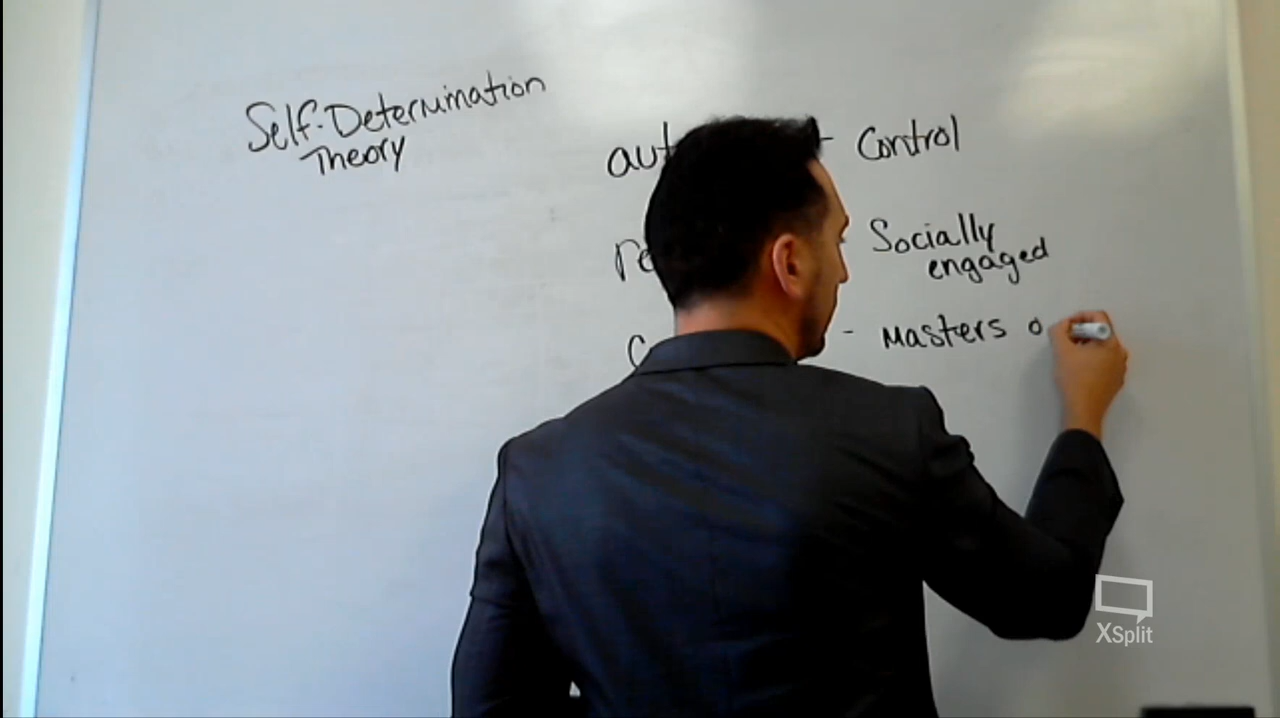 Self-Determination
Theory
aut - Control
re Socially
engaged
C - Masters o
XSplit